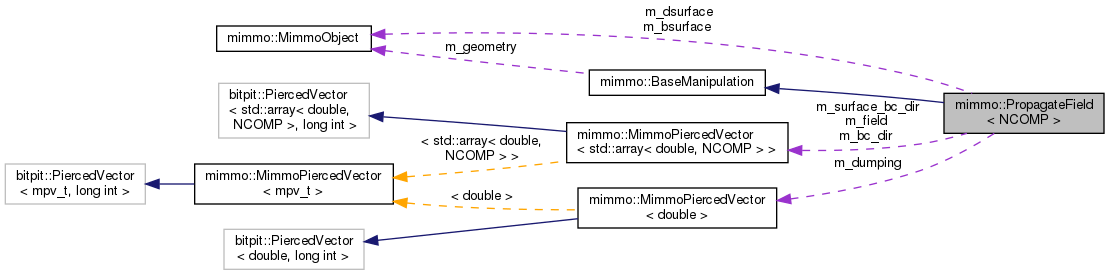 m_dsurface
m_bsurface
mimmo::MimmoObject
m_geometry
mimmo::BaseManipulation
bitpit::PiercedVector
< std::array< double,
NCOMP >, long int >
m_surface_bc_dir
m_field
m_bc_dir
mimmo::PropagateField
< NCOMP >
< std::array< double,
NCOMP > >
mimmo::MimmoPiercedVector
< std::array< double, NCOMP > >
m_dumping
bitpit::PiercedVector
< mpv_t, long int >
mimmo::MimmoPiercedVector
< mpv_t >
< double >
mimmo::MimmoPiercedVector
< double >
bitpit::PiercedVector
< double, long int >